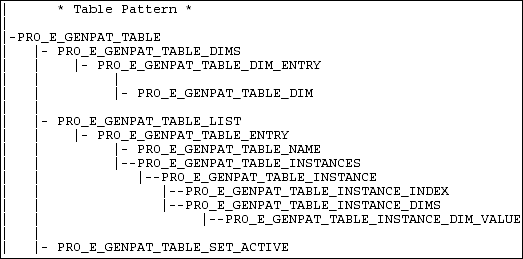 * Table Pattern *
|-PRO_E_GENPAT_TABLE
|- PRO_E_GENPAT_TABLE_DIMS
|- PRO_E_GENPAT_TABLE_DIM_ENTRY
|- PRO_E_GENPAT_TABLE_DIM
|- PRO_E_GENPAT_TABLE_LIST
|- PRO_E_GENPAT_TABLE_ENTRY
|- PRO_E_GENPAT_TABLE_NAME
|--PRO_E_GENPAT_TABLE_INSTANCES
|--PRO_E_GENPAT_TABLE_INSTANCE
|--PRO_E_GENPAT_TABLE_INSTANCE_INDEX
|--PRO_E_GENPAT_TABLE_INSTANCE_DIMS
|--PRO_E_GENPAT_TABLE_INSTANCE_DIM_VALUE
|- PRO_E_GENPAT_TABLE_SET_ACTIVE